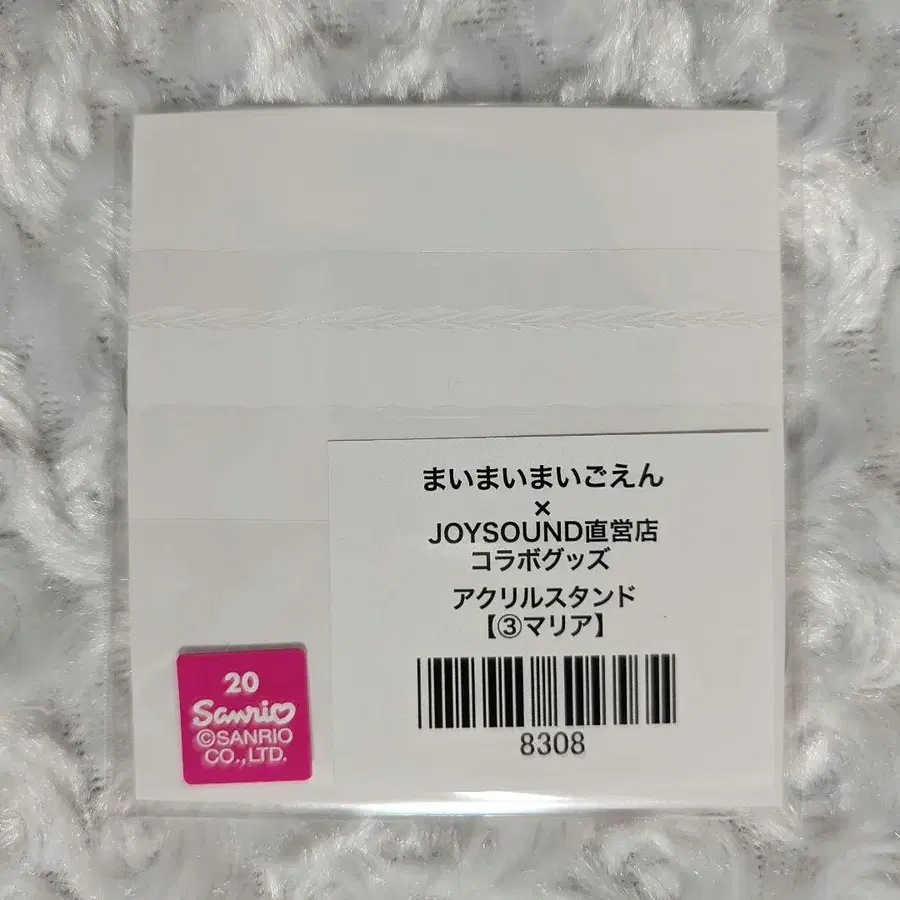 まいまいまいごえん
×
JOYSOUND直営店
コラボグッズ
アクリルスタンド
【③マリア】
8308
20
Sanrio
©SANRIO
CO.,LTD.